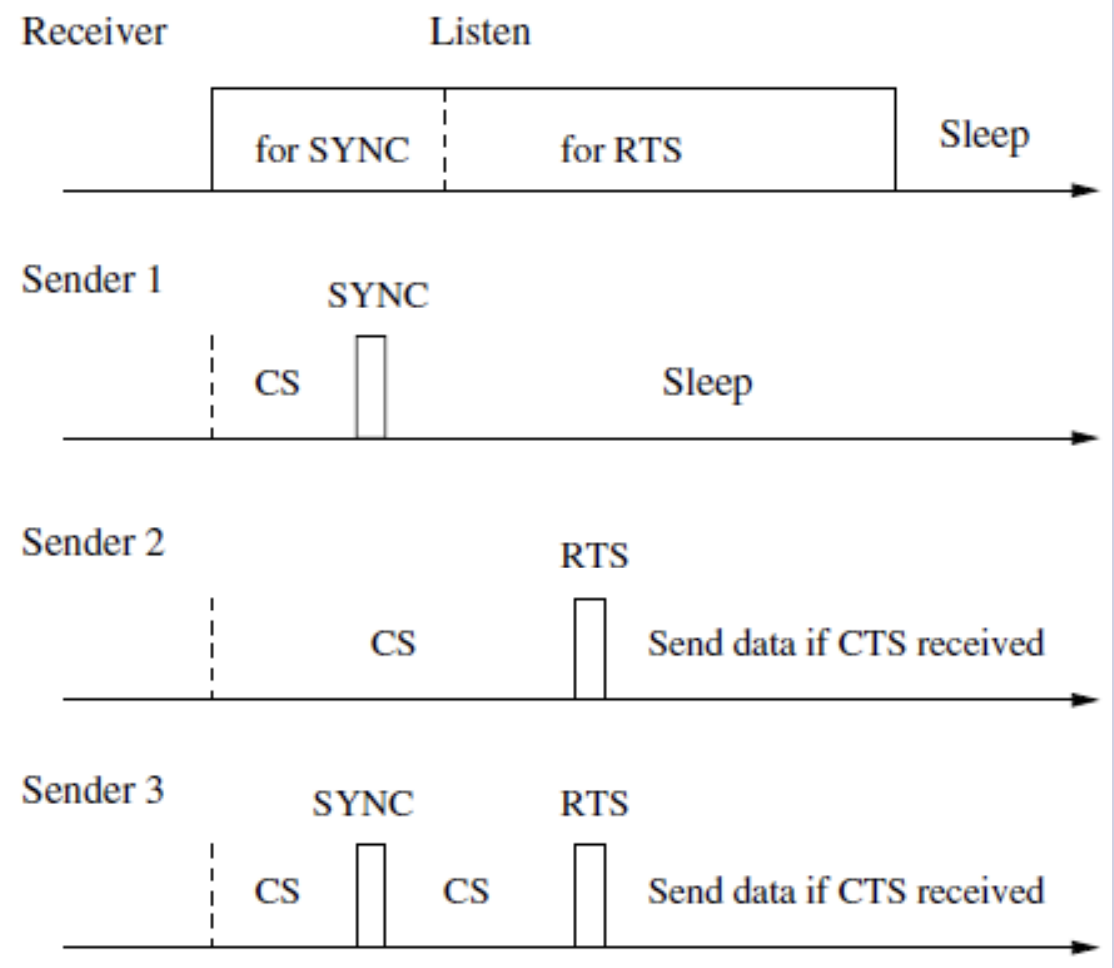 Receiver Listen
for SYNC for RTS Sleep
Sender 1
SYNC
CS Sleep
Sender 2
RTS
CS Send data if CTS received
Sender 3
SYNC RTS
CS CS Send data if CTS received